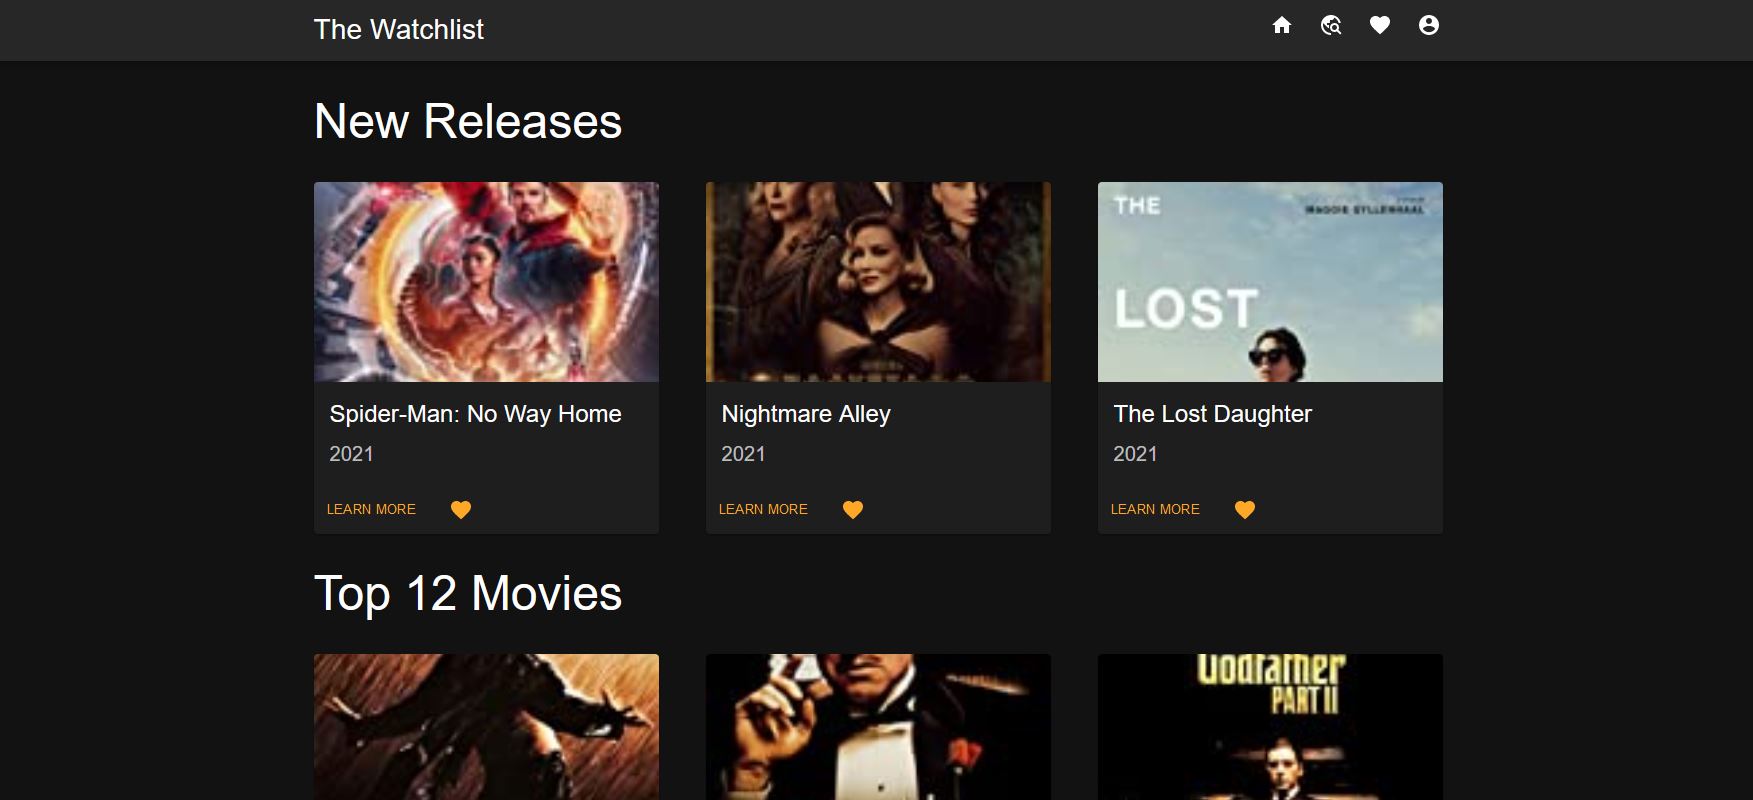 The Watchlist
New Releases
THE
MAGGIE GYLLENHAAL
LOST
Spider-Man: No Way Home
Nightmare Alley
The Lost Daughter
2021
2021
2021
LEARN MORE
LEARN MORE
LEARN MORE
Top 12 Movies
Godfather
PART II